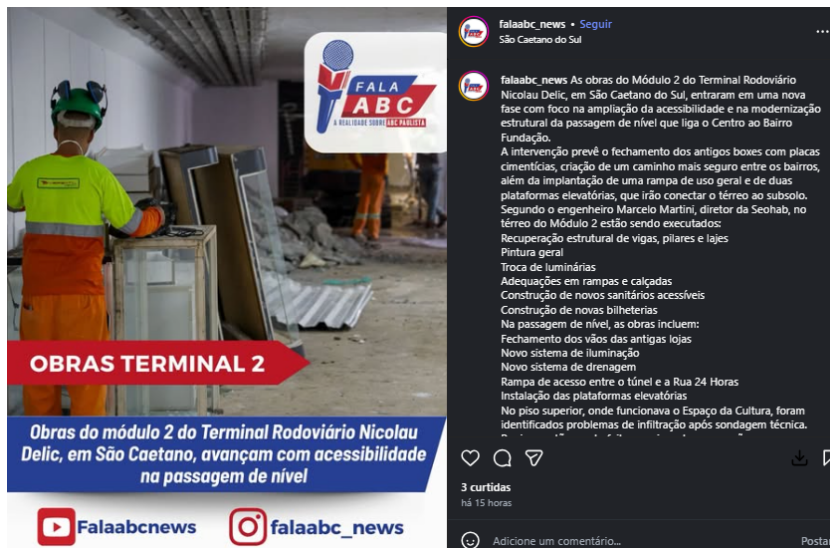 FALA
ABC
A REALIDADE SOBRE ABC PAULISTA
OBRAS TERMINAL 2
Obras do módulo 2 do Terminal Rodoviário Nicolau
Delic, em São Caetano, avançam com acessibilidade
na passagem de nível
Falaabcnews
falaabc_news
falaabc_news • Seguir
São Caetano do Sul
falaabc_news As obras do Módulo 2 do Terminal Rodoviário
Nicolau Delic, em São Caetano do Sul, entraram em uma nova
fase com foco na ampliação da acessibilidade e na modernização
estrutural da passagem de nível que liga o Centro ao Bairro
Fundação.
A intervenção prevê o fechamento dos antigos boxes com placas
cimentícias, criação de um caminho mais seguro entre os bairros,
além da implantação de uma rampa de uso geral e de duas
plataformas elevatórias, que irão conectar o térreo ao subsolo.
Segundo o engenheiro Marcelo Martini, diretor da Seohab, no
térreo do Módulo 2 estão sendo executados:
Recuperação estrutural de vigas, pilares e lajes
Pintura geral
Troca de luminárias
Adequações em rampas e calçadas
Construção de novos sanitários acessíveis
Construção de novas bilheterias
Na passagem de nível, as obras incluem:
Fechamento dos vãos das antigas lojas
Novo sistema de iluminação
Novo sistema de drenagem
Rampa de acesso entre o túnel e a Rua 24 Horas
Instalação das plataformas elevatórias
No piso superior, onde funcionava o Espaço da Cultura, foram
identificados problemas de infiltração após sondagem técnica.
3 curtidas
há 15 horas
Adicione um comentário...
Postar